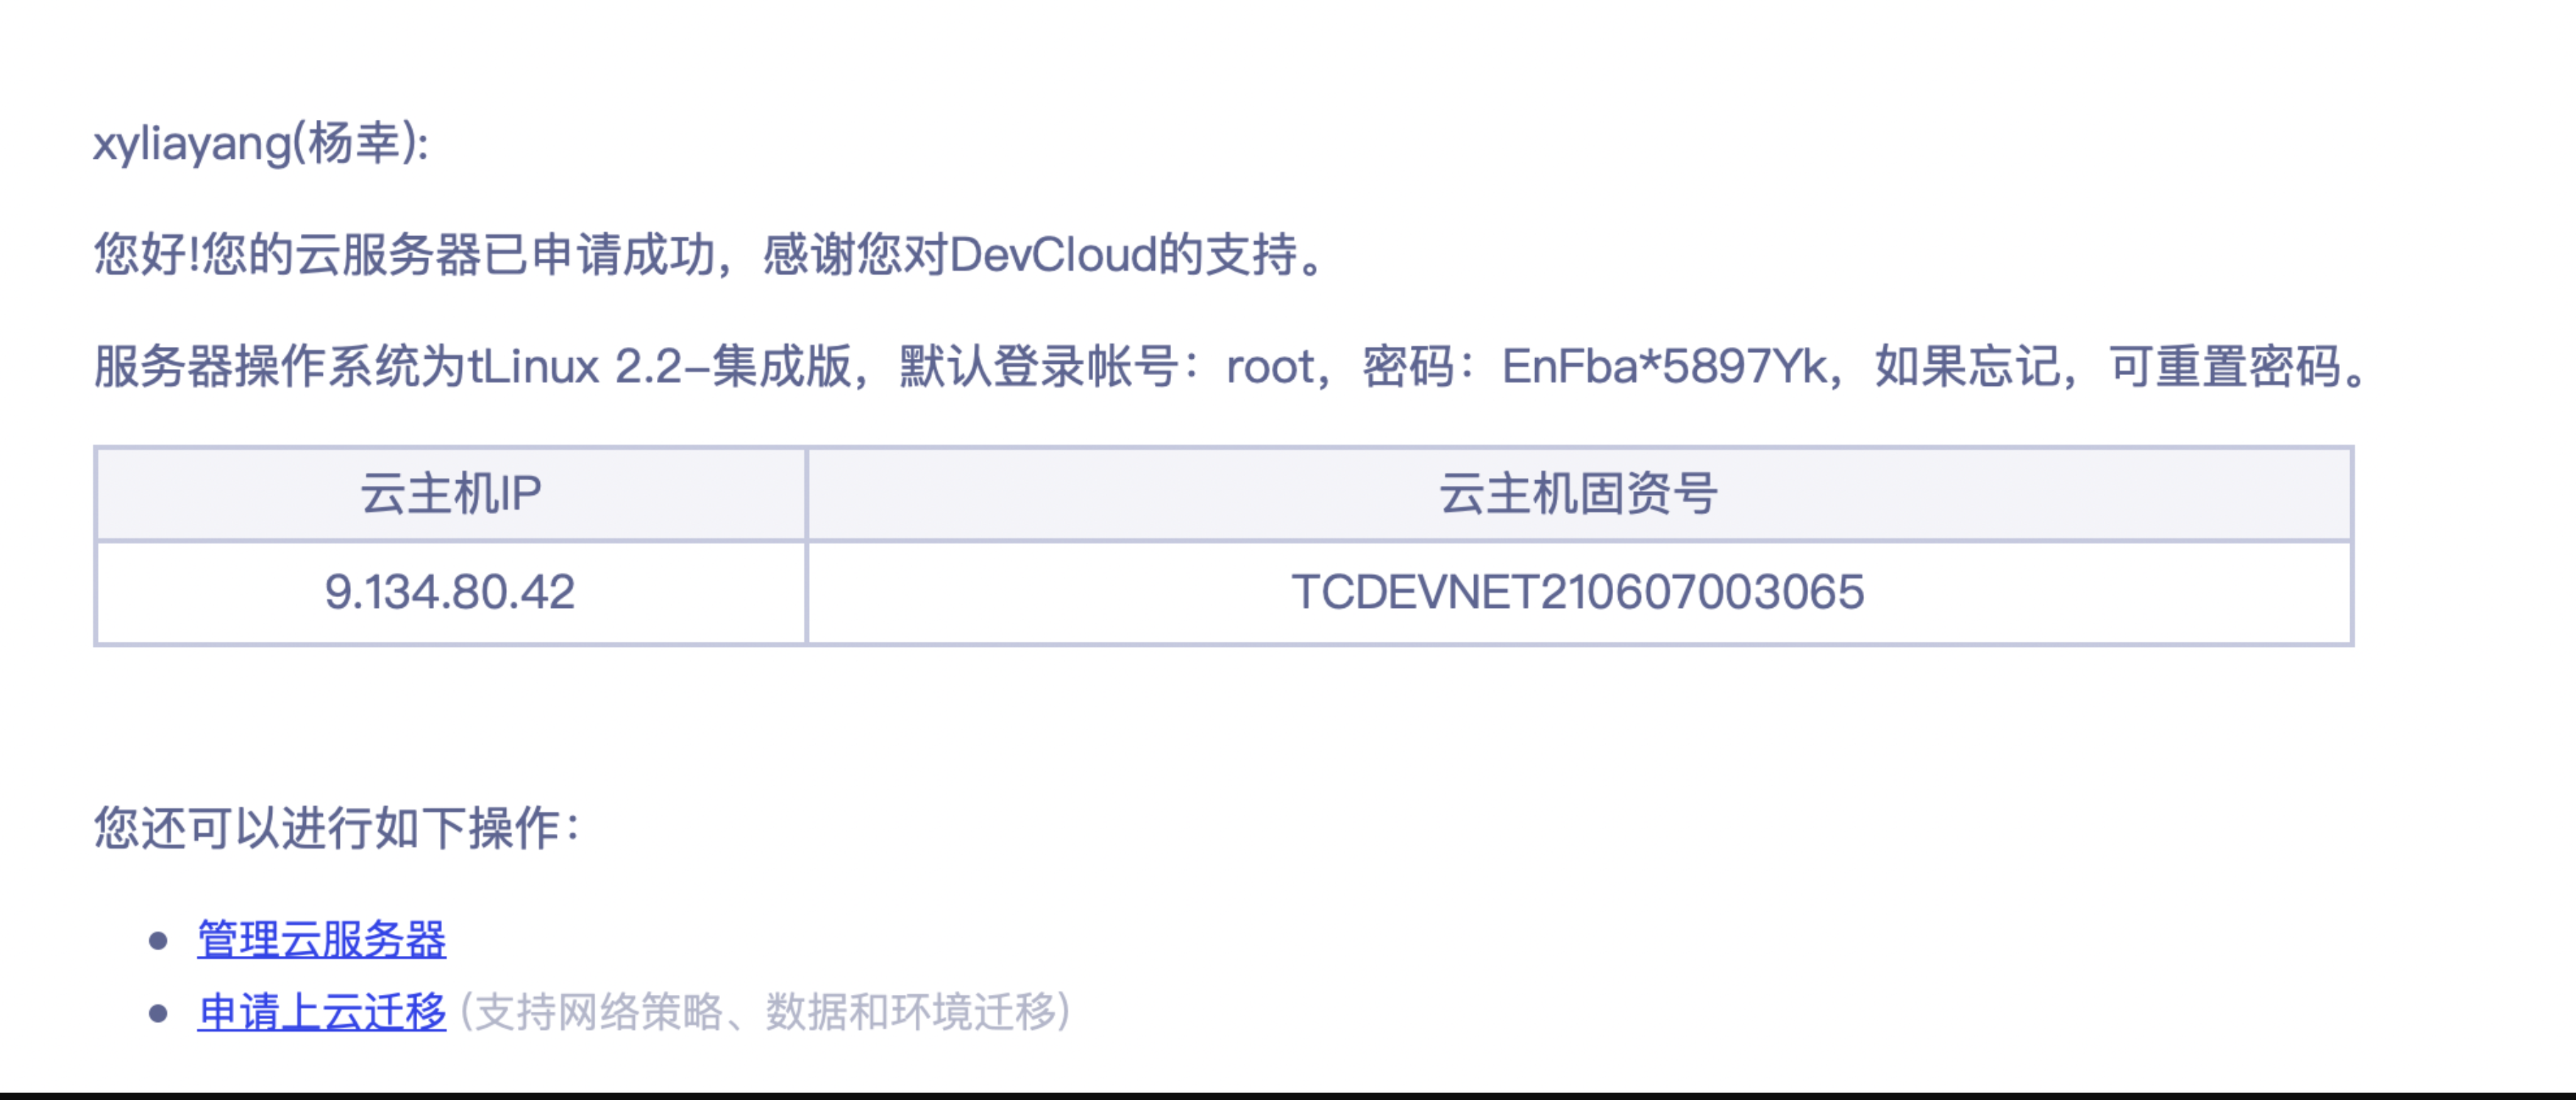 xyliayang(杨幸):
您好!您的云服务器已申请成功，感谢您对DevCloud的支持。
服务器操作系统为tLinux 2.2-集成版，默认登录帐号：root，密码：EnFba*5897Yk，如果忘记，可重置密码。
云主机IP 云主机固资号
9.134.80.42 TCDEVNET210607003065
您还可以进行如下操作：
管理云服务器
申请上云迁移 (支持网络策略、数据和环境迁移)